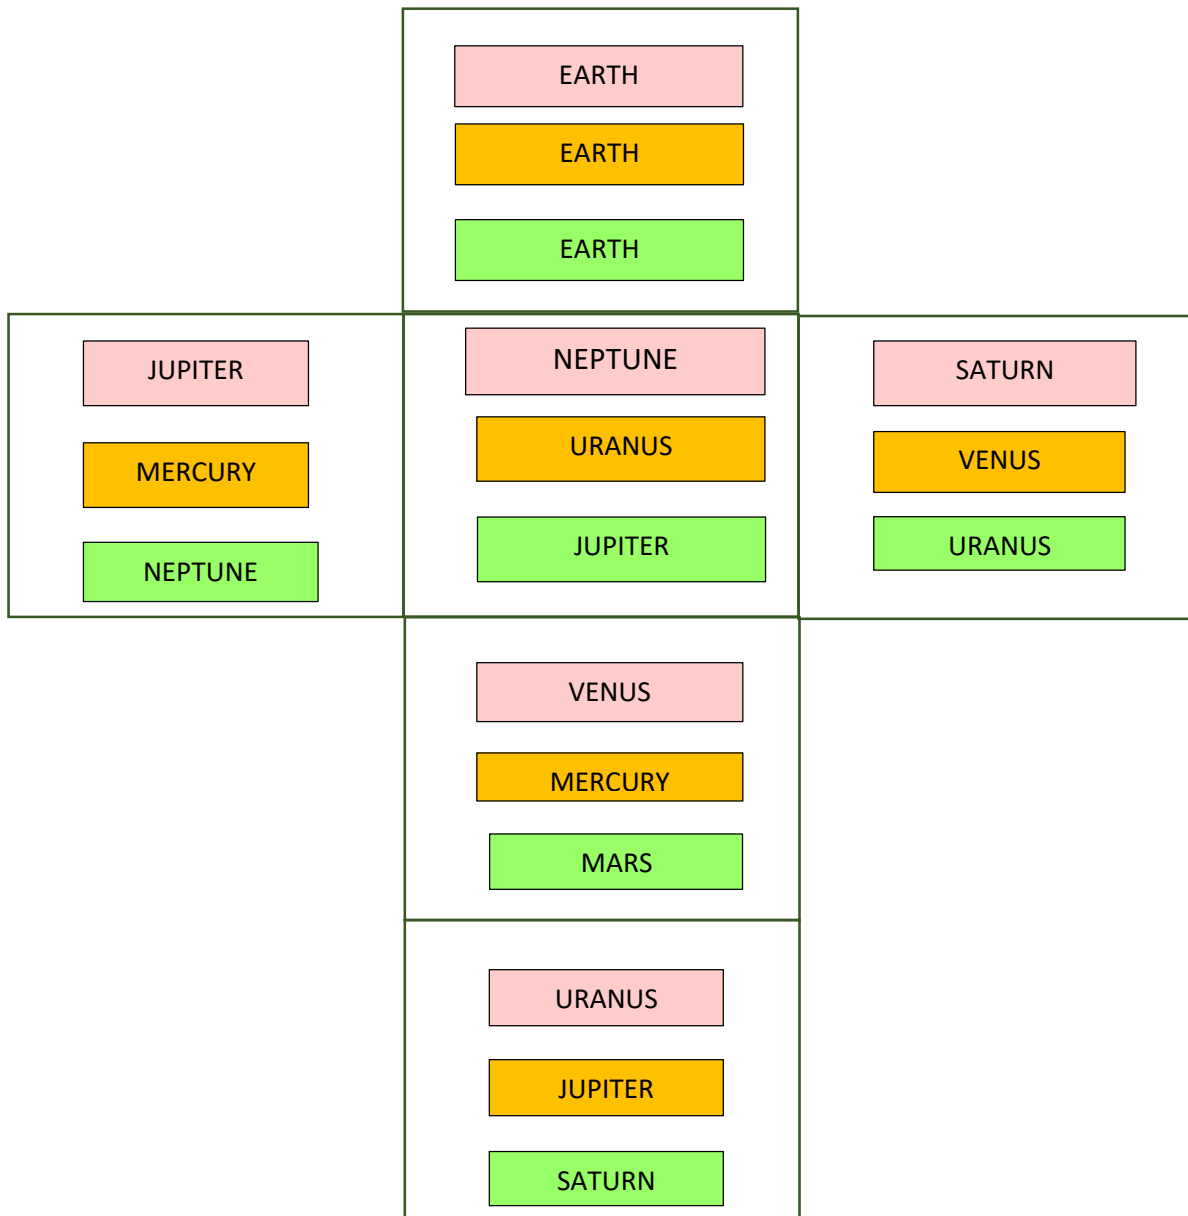 EARTH
EARTH
EARTH
JUPITER
MERCURY
NEPTUNE
NEPTUNE
URANUS
JUPITER
SATURN
VENUS
URANUS
VENUS
MERCURY
MARS
URANUS
JUPITER
SATURN